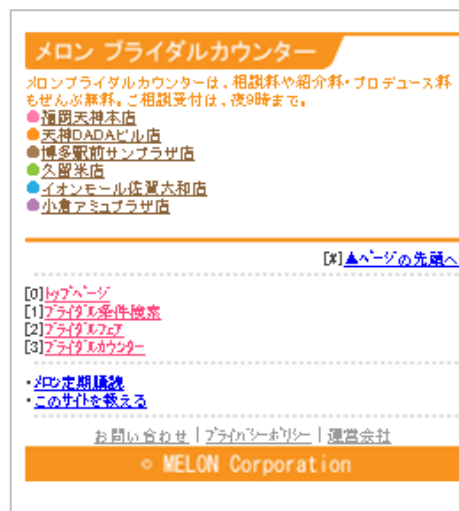 メロン ブライダルカウンター
メロンブライダルカウンターは、相談料や紹介料・プロデュース料
もぜんぶ無料。ご相談受付は、夜9時まで。
●福岡天神本店
●天神DADAビル店
●博多駅前サンプラザ店
●久留米店
●イオンモール佐賀大和店
●小倉アミュプラザ店
[#]▲ページの先頭へ
[0]トップページ
[1]ブライダル条件検索
[2]ブライダルフェア
[3]ブライダルカウンター
・メロン定期購読
・このサイトを教える
お問い合わせ｜プライバシーポリシー｜運営会社
© MELON Corporation